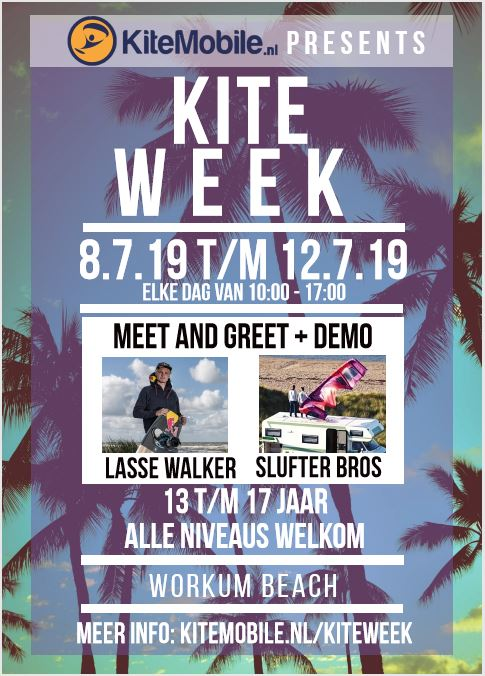 KiteMobile.nl PRESENTS
KITE
WEEK
8.7.19 T/M 12.7.19
ELKE DAG VAN 10:00 - 17:00
MEET AND GREET + DEMO
LASSE WALKER
SLUFTER BROS
13 T/M 17 JAAR
ALLE NIVEAUS WELKOM
WORKUM BEACH
MEER INFO: KITEMOBILE.NL/KITEWEEK